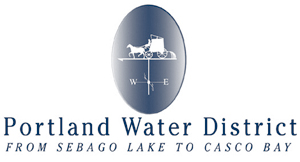 W E
Portland Water District
FROM SEBAGO LAKE TO CASCO BAY